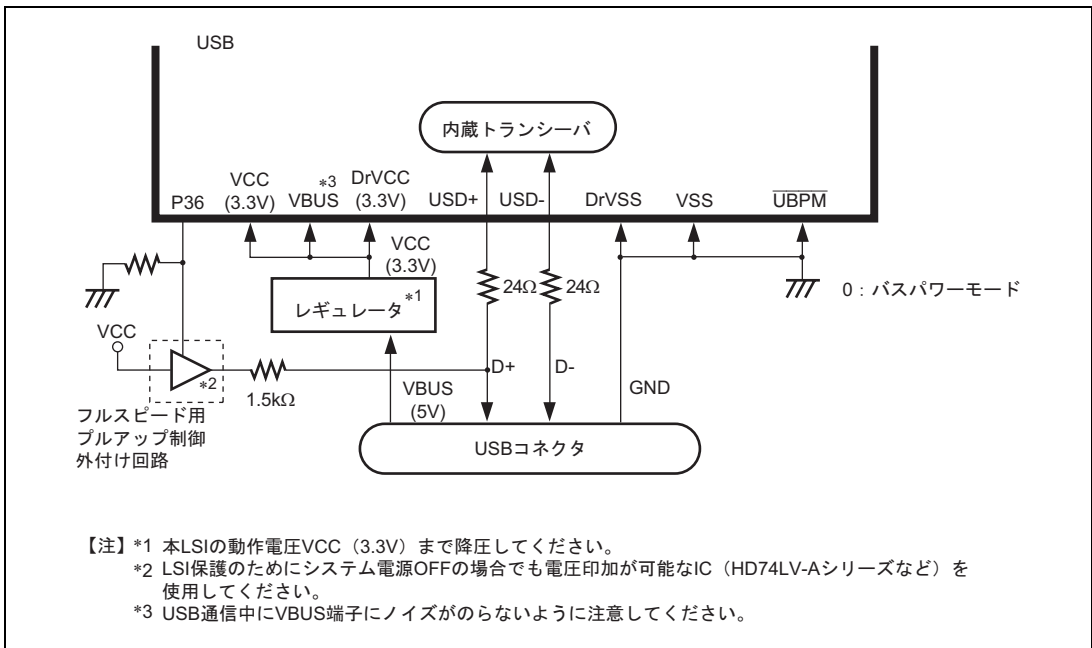 USB
内蔵トランシーバ
P36
VCC
(3.3V)
*3
VBUS
DrVCC
(3.3V)
USD+
USD-
DrVSS
VSS
UBPM
VCC
(3.3V)
レギュレータ*1
24Ω
24Ω
0：バスパワーモード
VCC
*2
1.5kΩ
D+
D-
VBUS
(5V)
GND
フルスピード用
プルアップ制御
外付け回路
USBコネクタ
【注】*1 本LSIの動作電圧VCC（3.3V）まで降圧してください。
*2 LSI保護のためにシステム電源OFFの場合でも電圧印加が可能なIC（HD74LV-Aシリーズなど）を
使用してください。
*3 USB通信中にVBUS端子にノイズがのらないように注意してください。